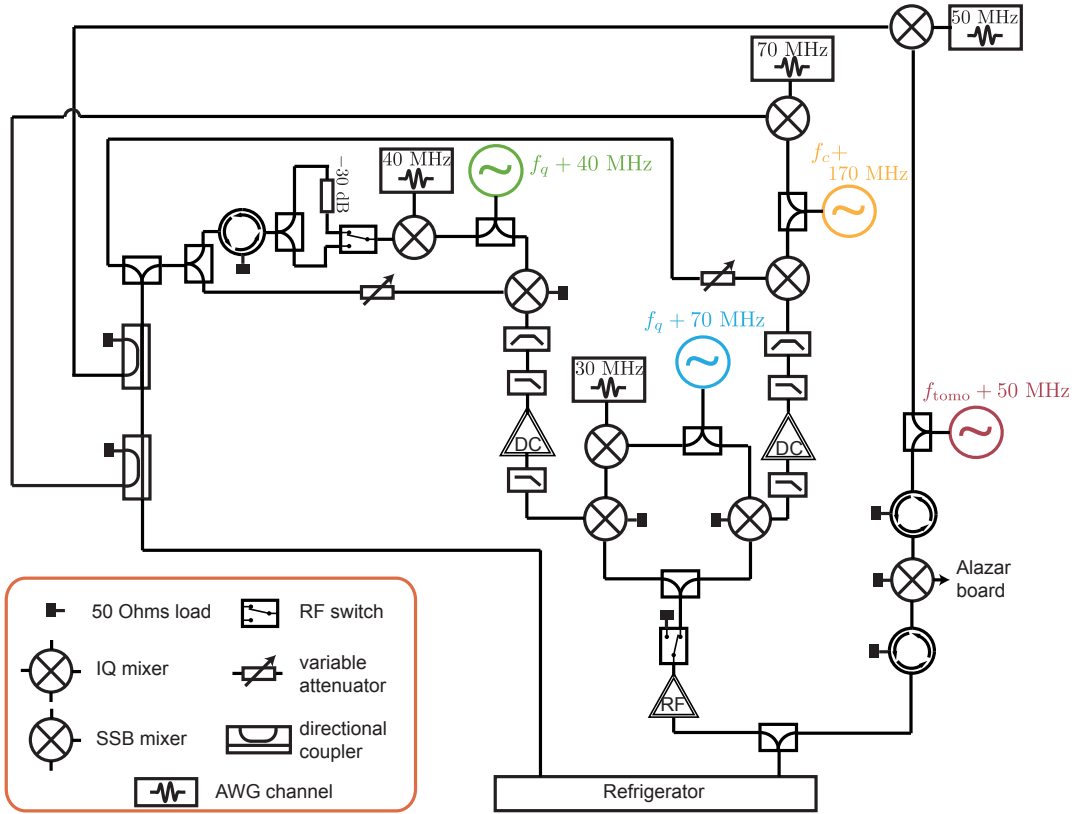 50 MHz
70 MHz
f_c+
170 MHz
−30 dB
40 MHz
f_q + 40 MHz
f_q + 70 MHz
30 MHz
f_tomo + 50 MHz
DC
DC
Alazar
board
RF
Refrigerator
50 Ohms load
RF switch
IQ mixer
variable
attenuator
SSB mixer
directional
coupler
AWG channel